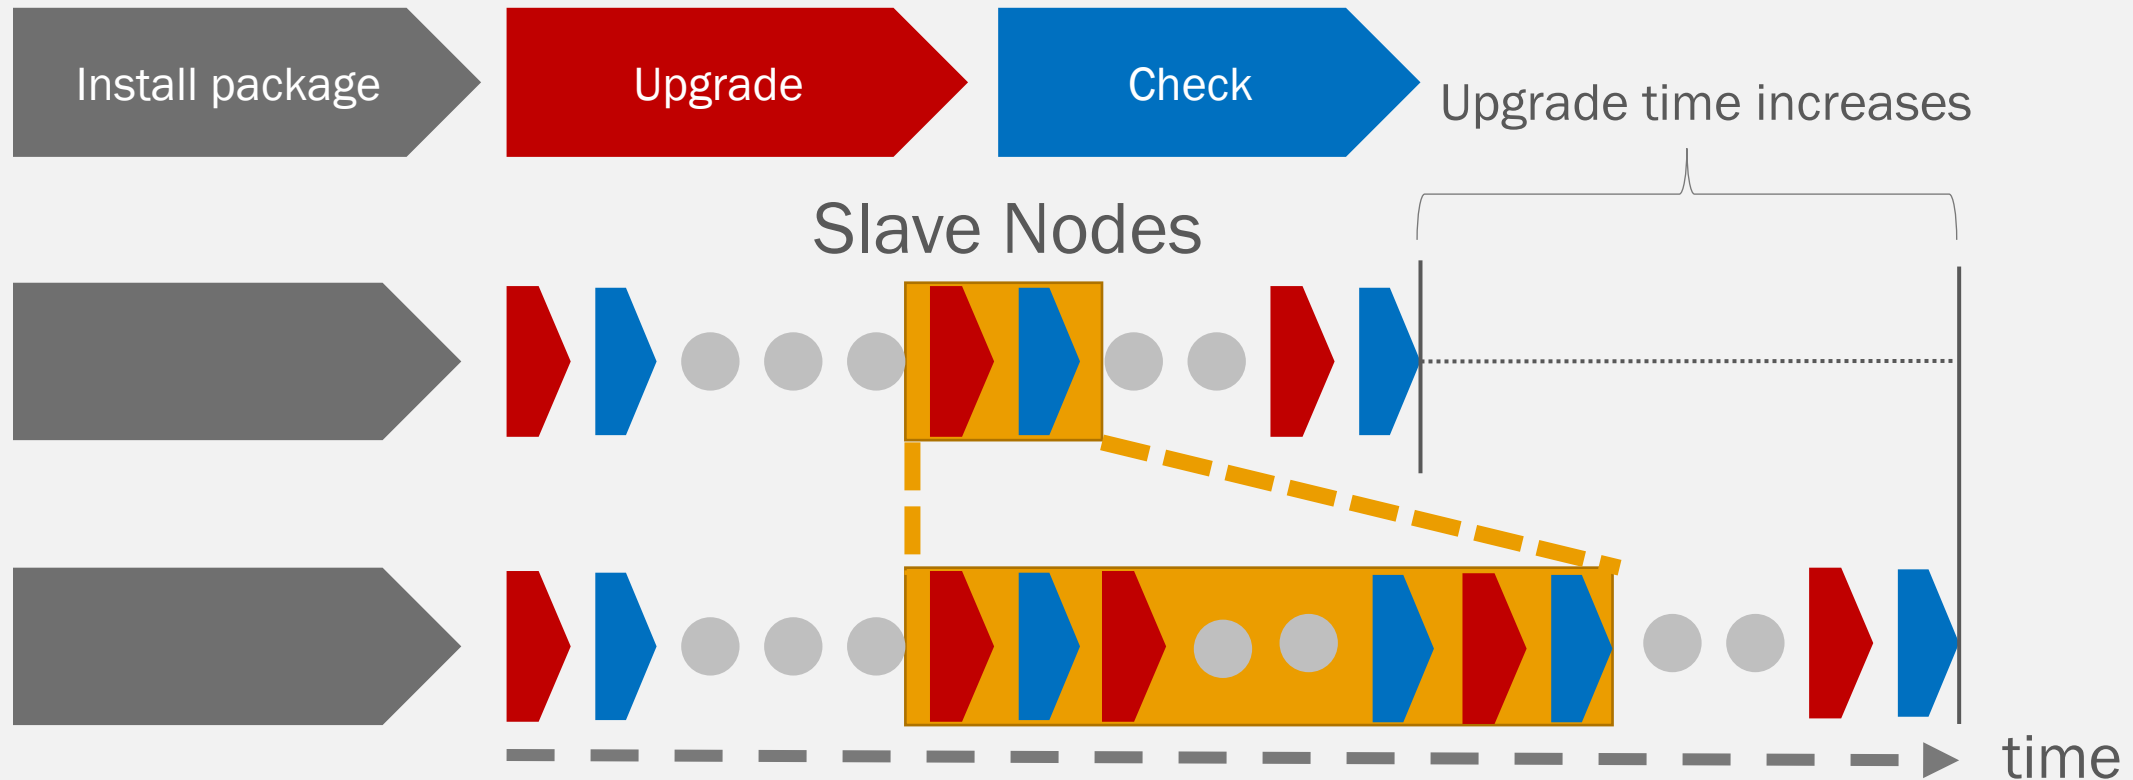 Install package
Upgrade
Check
Upgrade time increases
Slave Nodes
time